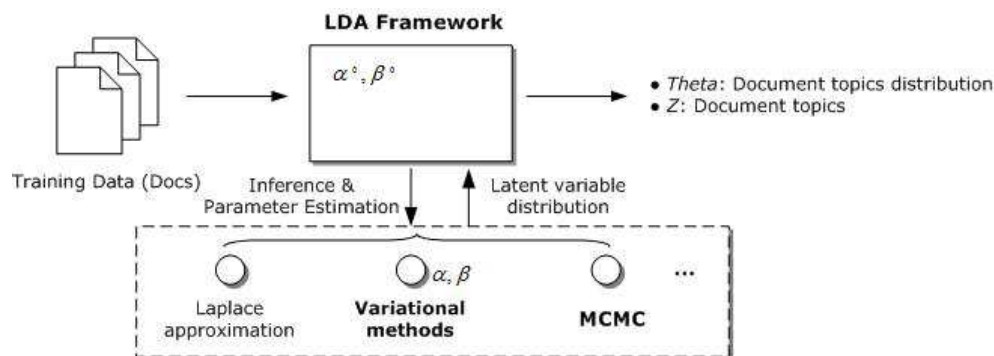 LDA Framework
α°, β°
• Theta: Document topics distribution
• Z: Document topics
Training Data (Docs)
Inference &
Parameter Estimation
Latent variable
distribution
α, β
...
Laplace
approximation
Variational
methods
MCMC